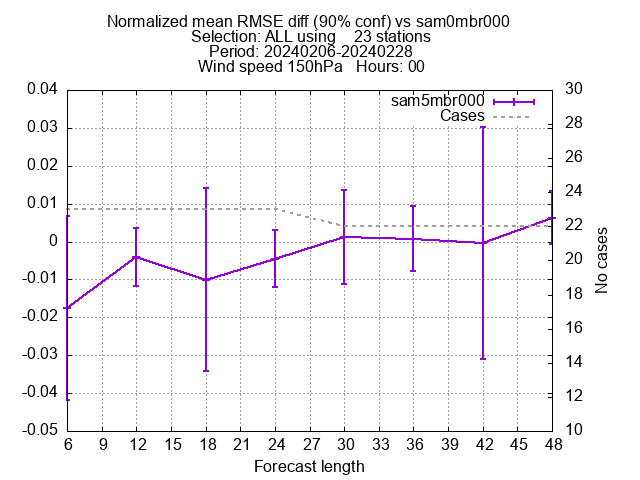 Normalized mean RMSE diff (90% conf) vs sam0mbr000
Selection: ALL using    23 stations
Period: 20240206-20240228
Wind speed 150hPa   Hours: 00
sam5mbr000
Cases
0.04
0.03
0.02
0.01
0
-0.01
-0.02
-0.03
-0.04
-0.05
30
28
26
24
22
20
18
16
14
12
10
No cases
6 9 12 15 18 21 24 27 30 33 36 39 42 45 48
Forecast length